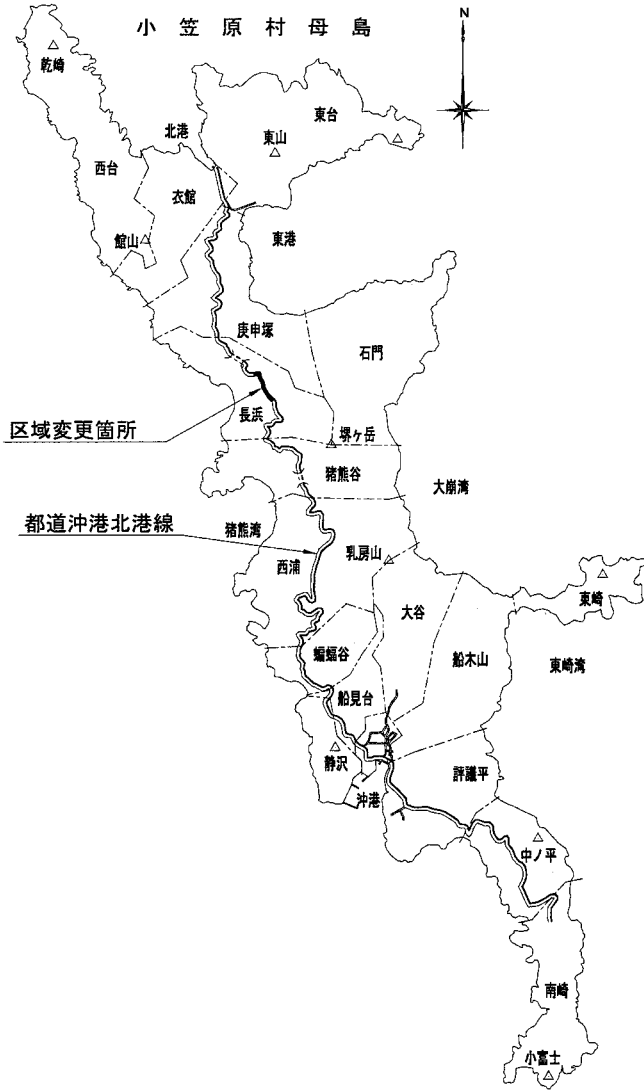 小笠原村母島
N
乾崎
東台
北港
東山
西台
衣館
館山
東港
庚申塚
石門
長浜
区域変更箇所
堺ヶ岳
猪熊谷
大崩湾
都道沖港北港線
猪熊湾
乳房山
西浦
東崎
大谷
蝙蝠谷
船木山
東崎湾
船見台
静沢
評議平
沖港
中ノ平
南崎
小富士